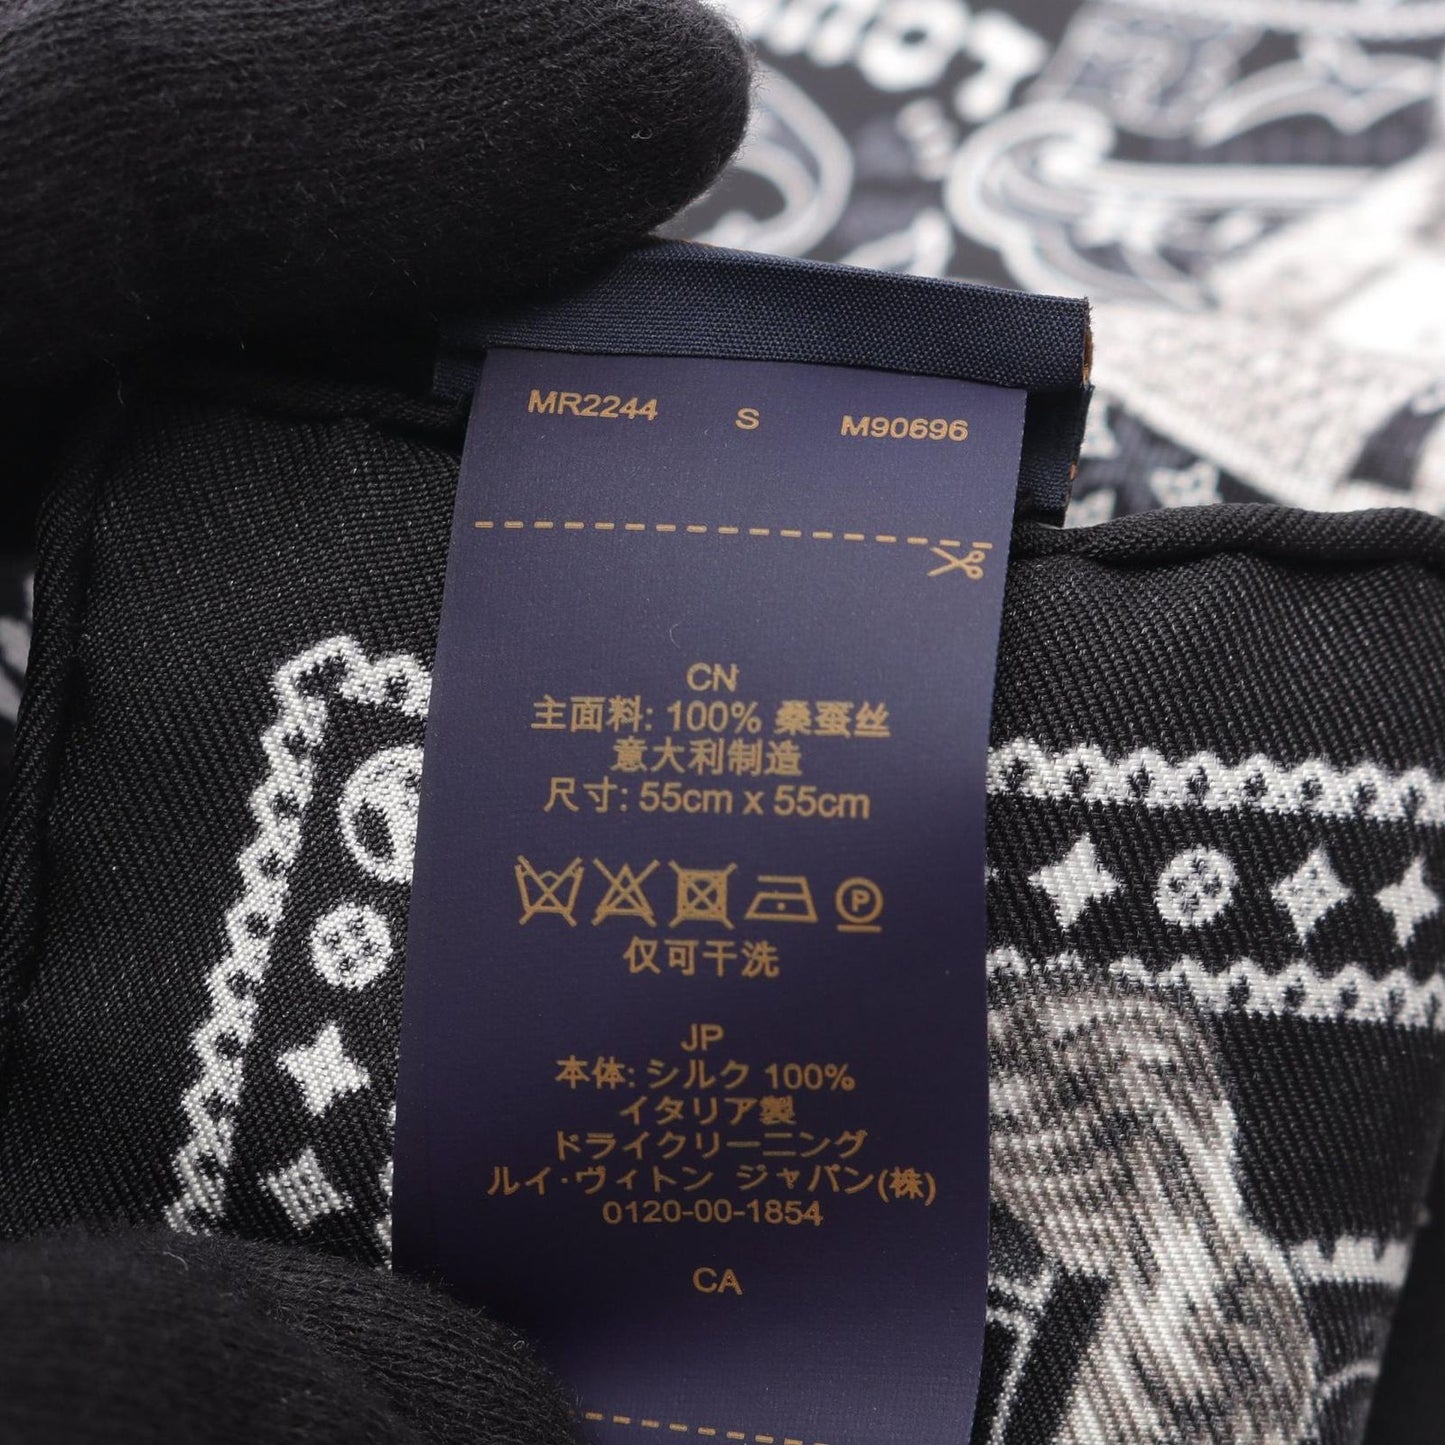 MR2244 S M90696
CN
主面料: 100% 桑蚕丝
意大利制造
尺寸: 55cm x 55cm
P
仅可干洗
JP
本体: シルク 100%
イタリア製
ドライクリーニング
ルイ·ヴィトン ジャパン(株)
0120-00-1854
CA